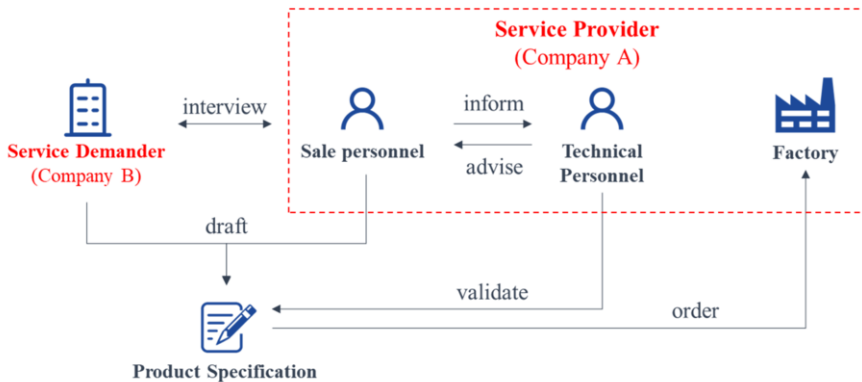 Service Provider
(Company A)
interview
inform
Service Demander
(Company B)
Sale personnel
advise
Technical
Personnel
Factory
draft
validate
order
Product Specification